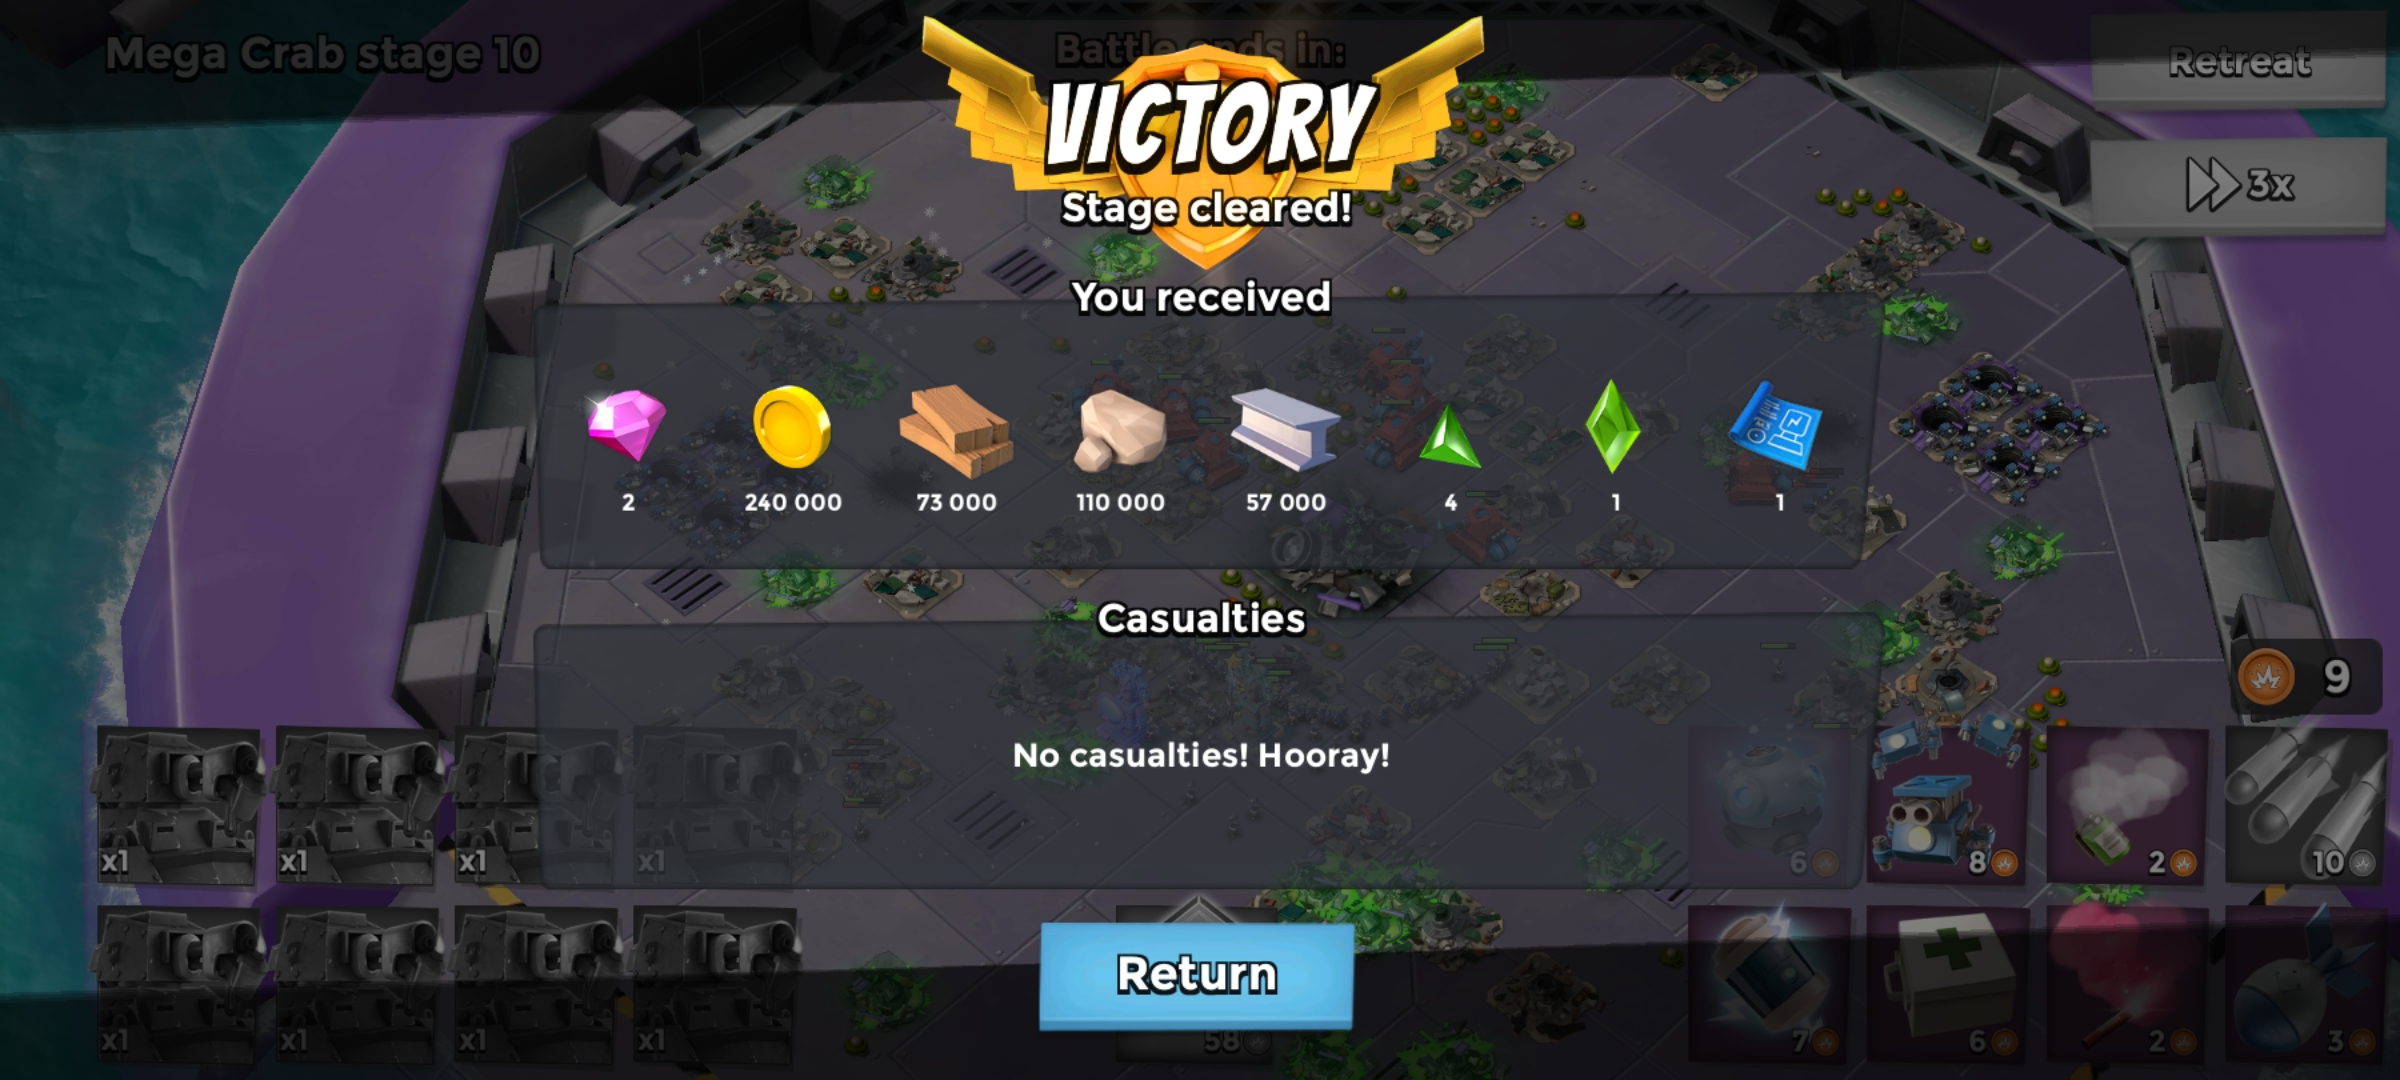 Mega Crab stage 10
Battle ends in:
Retreat
VICTORY
Stage cleared!
3x
You received
2
240 000
73 000
110 000
57 000
4
1
1
Casualties
9
No casualties! Hooray!
x1
x1
x1
x1
6
8
2
10
Return
x1
x1
x1
x1
58
7
6
2
3